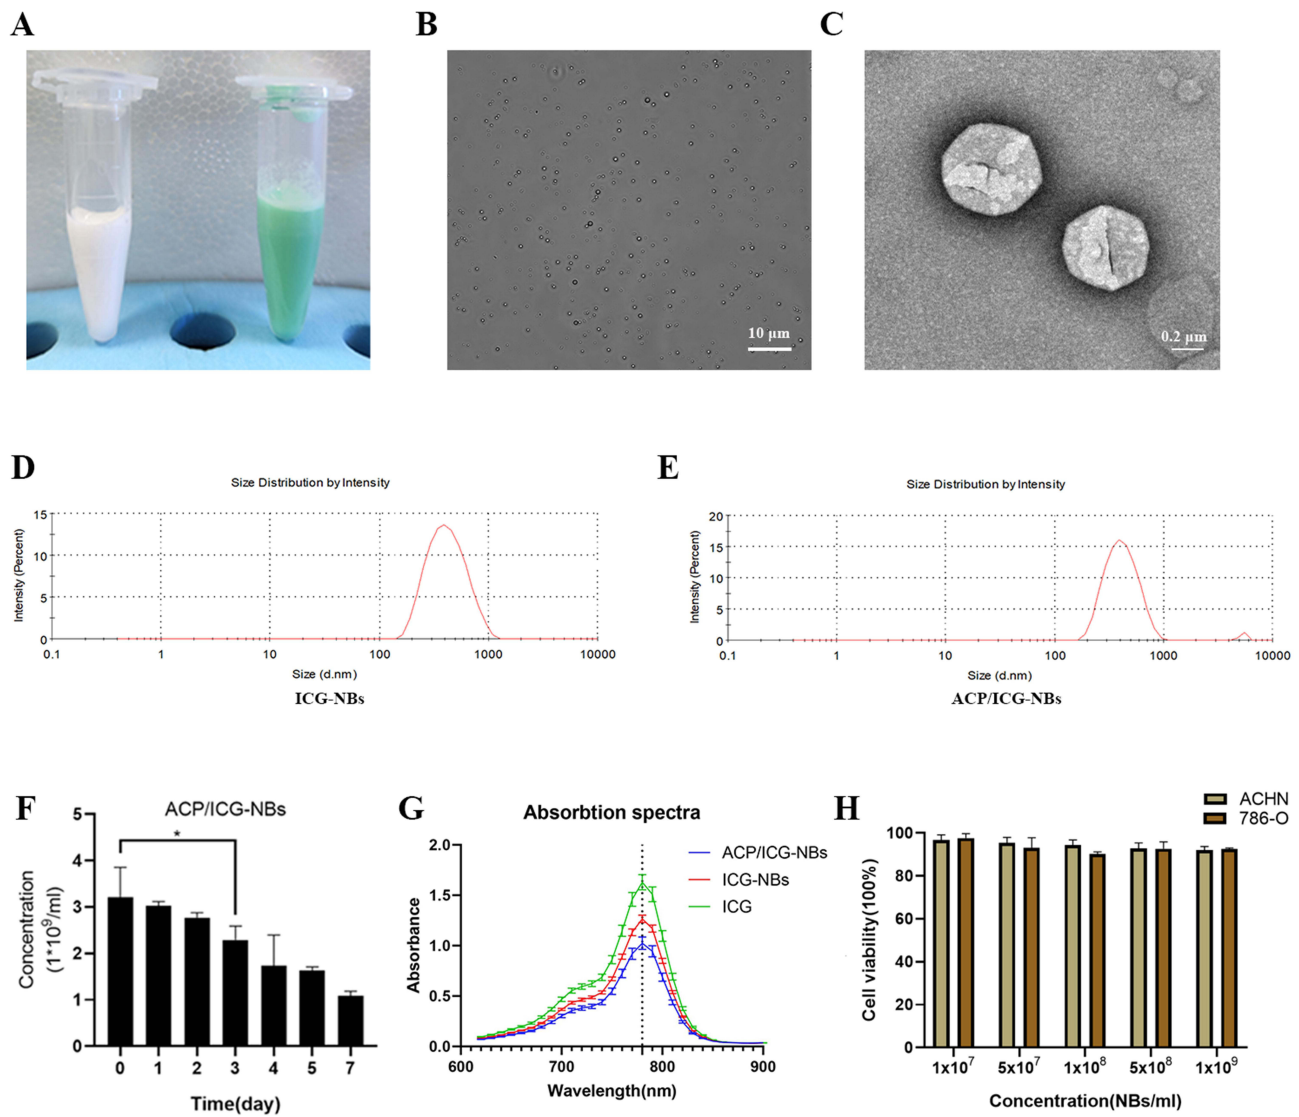 A
B
C
10 μm
0.2 μm
D
E
Size Distribution by Intensity
Size Distribution by Intensity
Intensity (Percent)
15
10
5
0
0.1 1 10 100 1000 10000
Size (d.nm)
ICG-NBs
Intensity (Percent)
20
15
10
5
0
0.1 1 10 100 1000 10000
Size (d.nm)
ACP/ICG-NBs
F
ACP/ICG-NBs
*
Concentration
(1*10⁹/ml)
5
4
3
2
1
0
0 1 2 3 4 5 7
Time(day)
G
Absorbtion spectra
ACP/ICG-NBs
ICG-NBs
ICG
Absorbance
2.0
1.5
1.0
0.5
0.0
600 700 800 900
Wavelength(nm)
H
ACHN
786-O
Cell viability(100%)
100
80
60
40
20
0
1x10⁷ 5x10⁷ 1x10⁸ 5x10⁸ 1x10⁹
Concentration(NBs/ml)